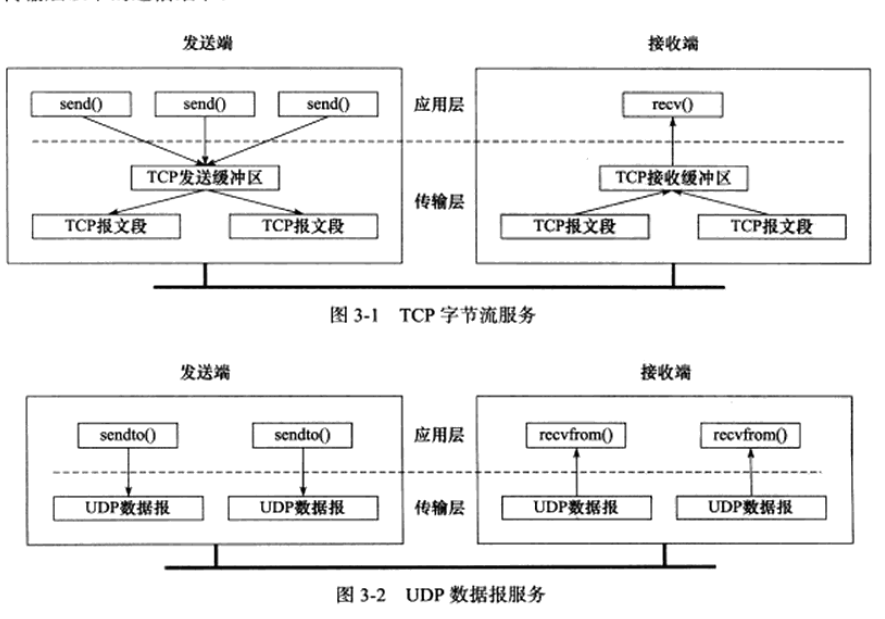 发送端 接收端
send() send() send() 应用层 recv()
TCP发送缓冲区 TCP接收缓冲区
传输层
TCP报文段 TCP报文段 TCP报文段 TCP报文段
图 3-1 TCP 字节流服务
发送端 接收端
sendto() sendto() 应用层 recvfrom() recvfrom()
UDP数据报 UDP数据报 传输层 UDP数据报 UDP数据报
图 3-2 UDP 数据报服务